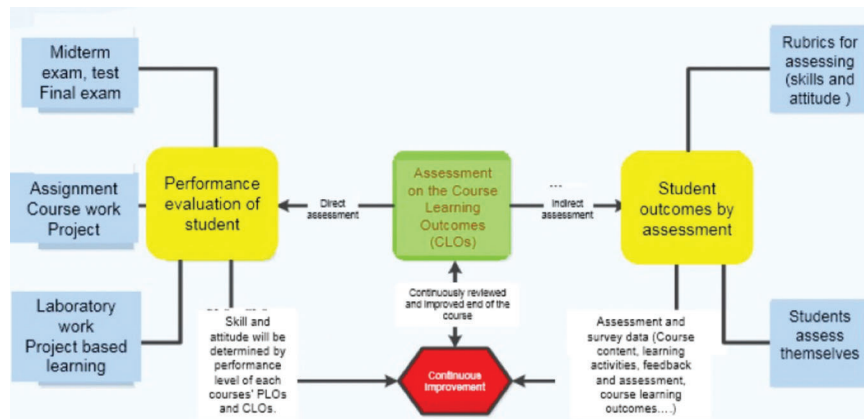 Midterm
exam, test
Final exam
Assignment
Course work
Project
Laboratory
work
Project based
learning
Performance
evaluation of
student
Direct
assessment
Assessment
on the Course
Learning
Outcomes
(CLOs)
...
Indirect
assessment
Student
outcomes by
assessment
Rubrics for
assessing
(skills and
attitude )
Students
assess
themselves
Skill and
attitude will be
determined by
performance
level of each
courses' PLOs
and CLOs.
Continuously reviewed
and improved end of the
course
Continuous
Improvement
Assessment and
survey data (Course
content, learning
activities, feedback
and assessment,
course learning
outcomes....)